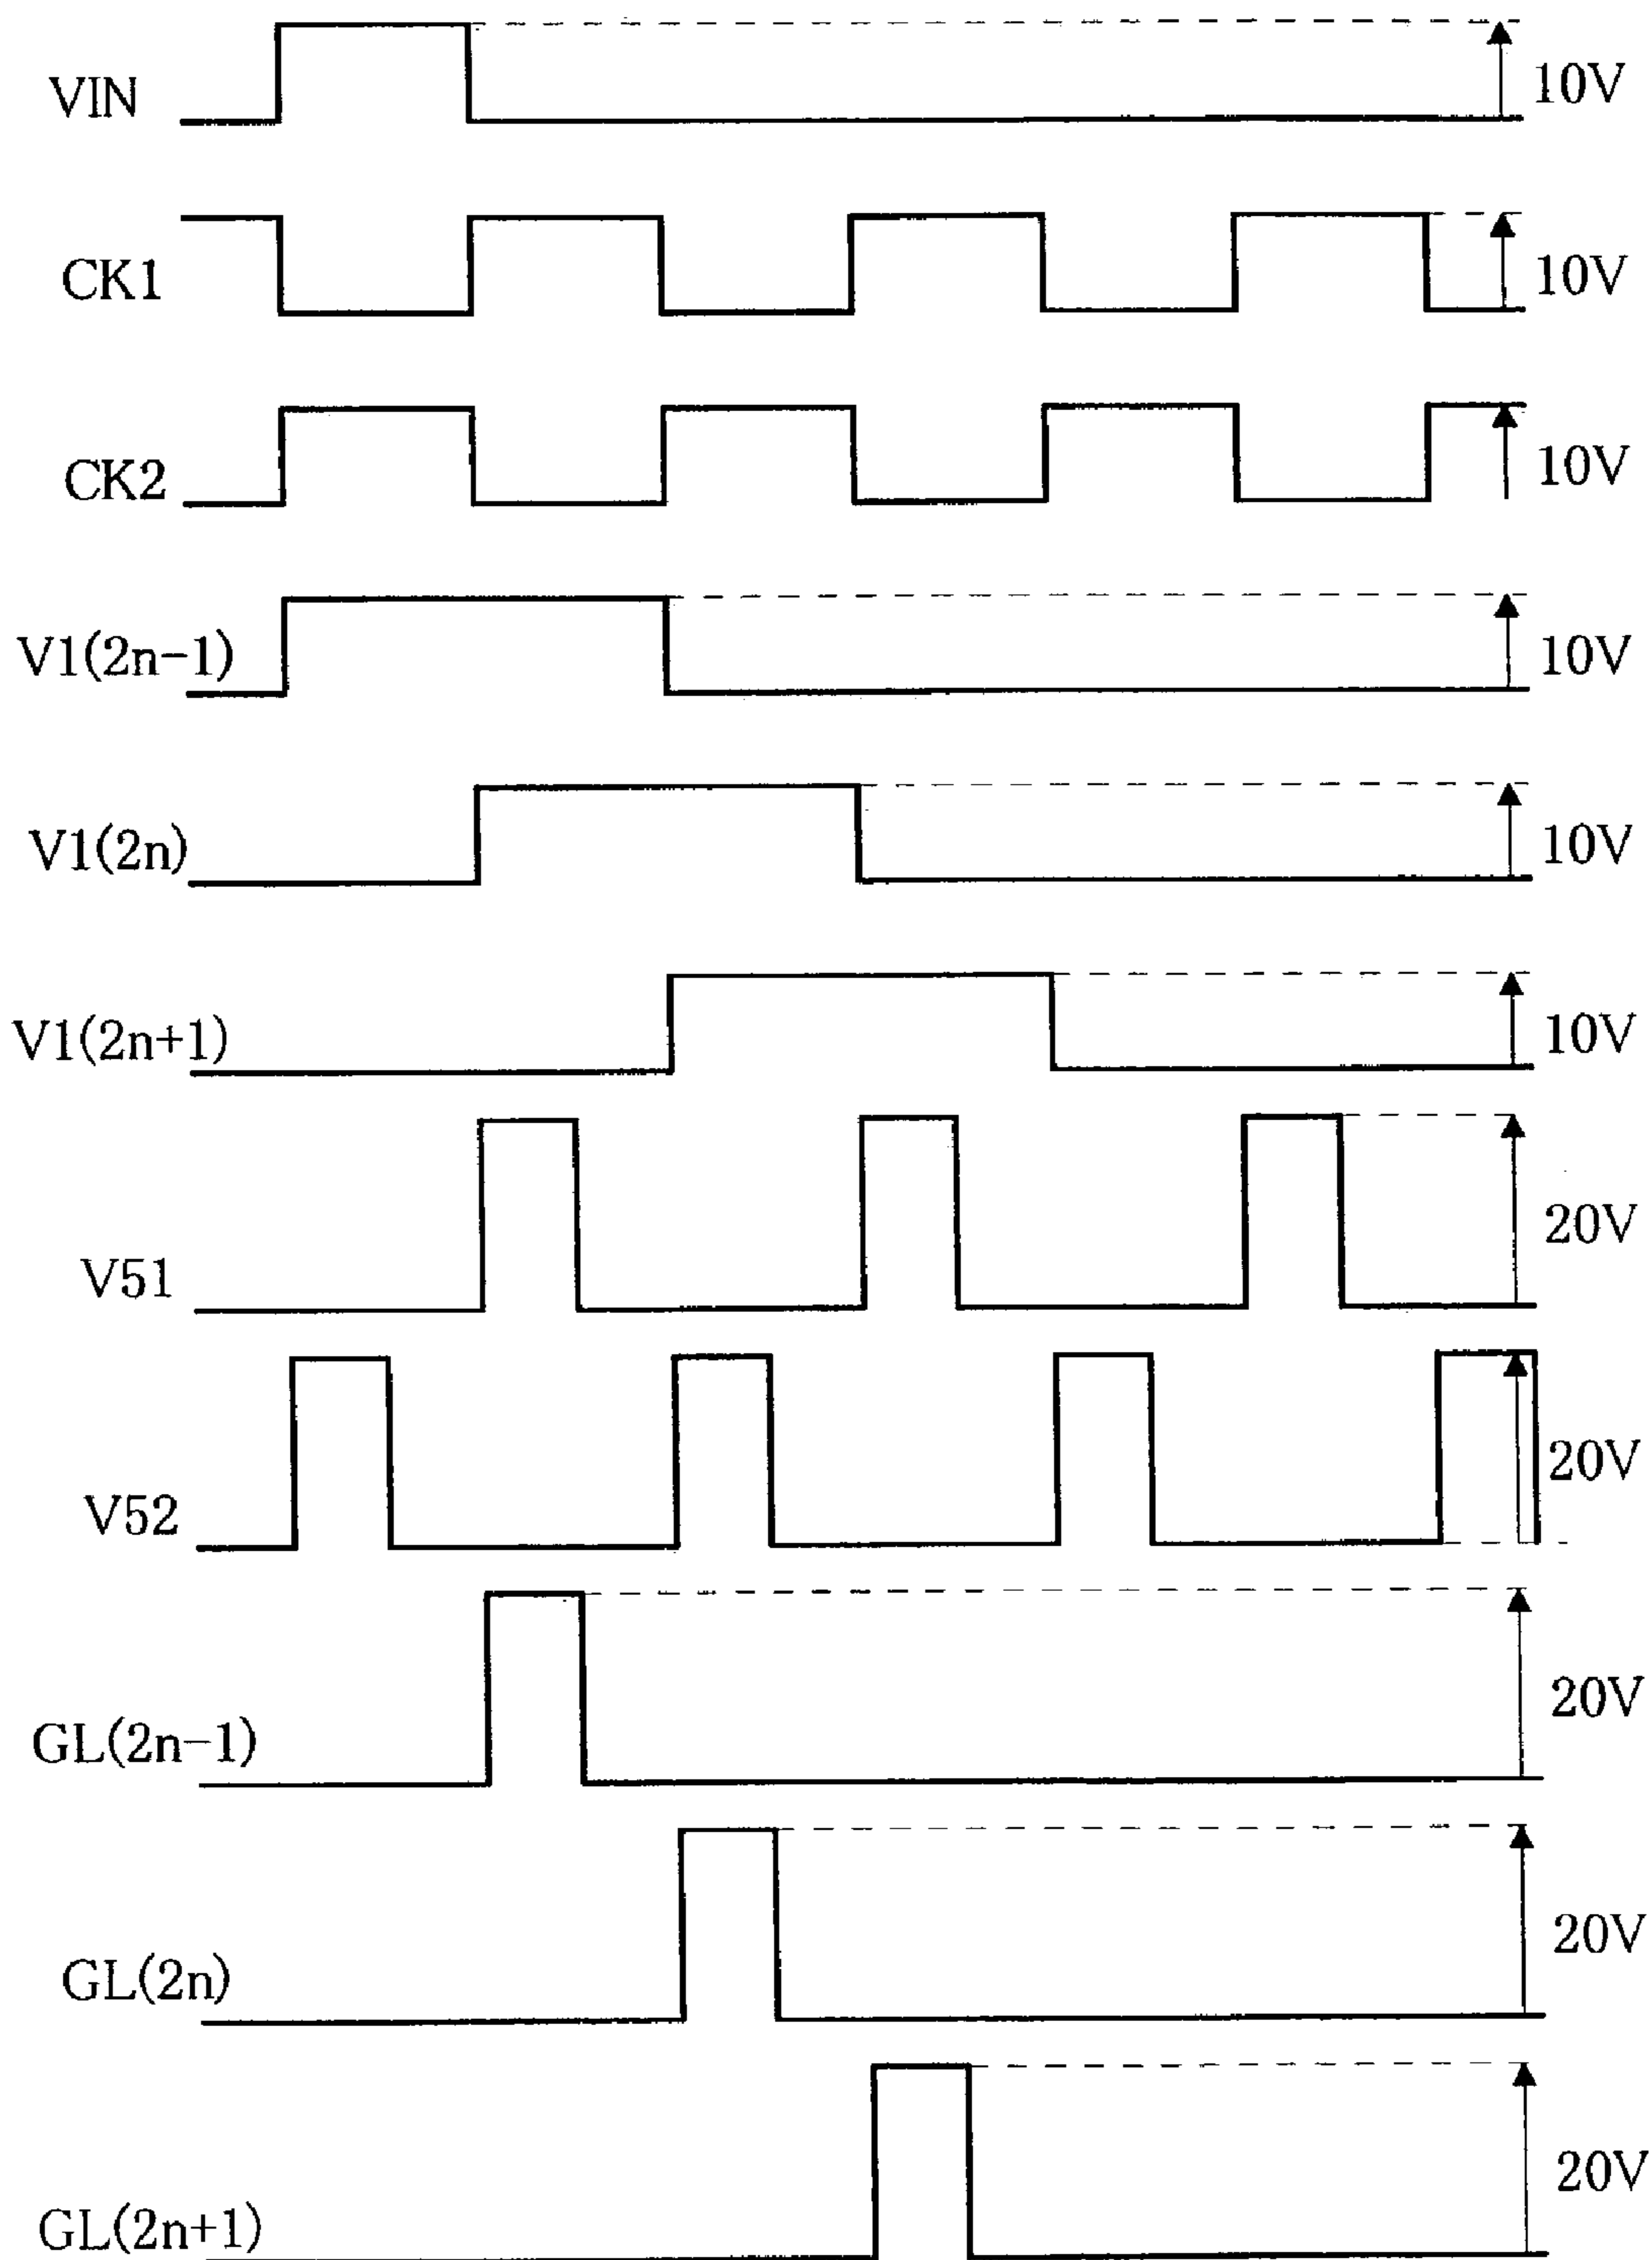 VIN 10V
CK1 10V
CK2 10V
V1(2n-1) 10V
V1(2n) 10V
V1(2n+1) 10V
V51 20V
V52 20V
GL(2n-1) 20V
GL(2n) 20V
GL(2n+1) 20V